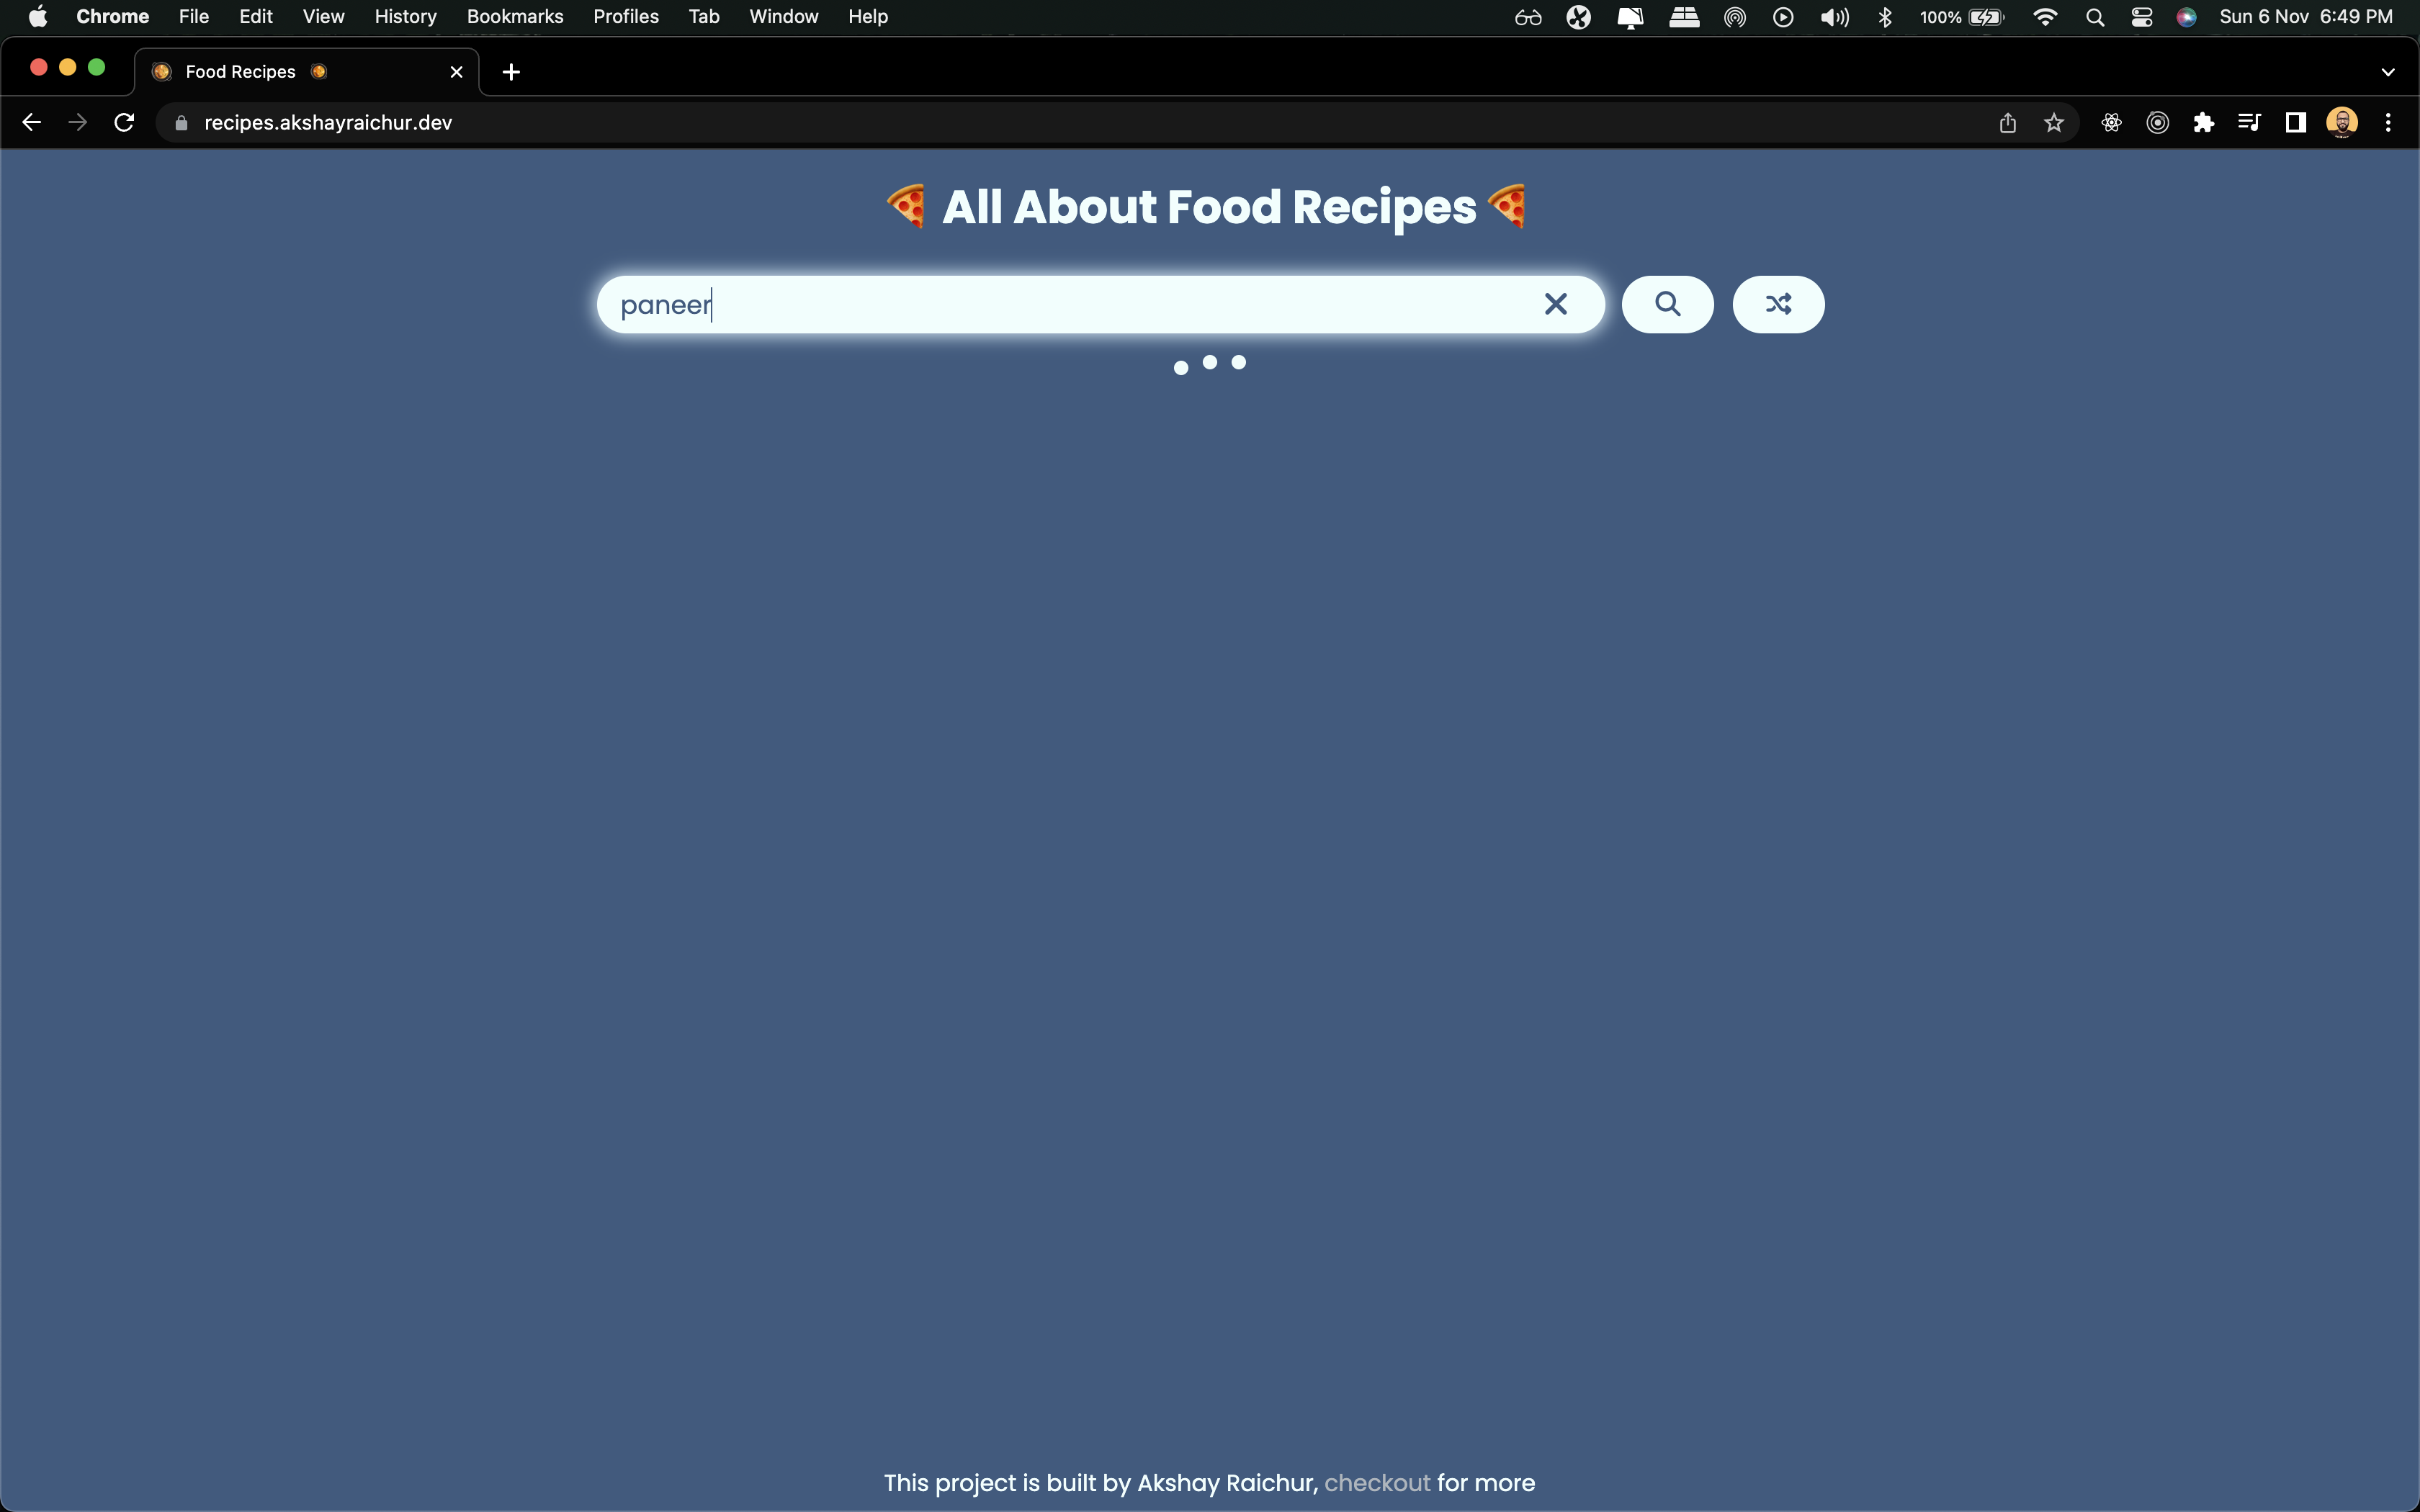 Chrome File Edit View History Bookmarks Profiles Tab Window Help 100% Sun 6 Nov 6:49 PM
Food Recipes
recipes.akshayraichur.dev
All About Food Recipes
paneer
This project is built by Akshay Raichur, checkout for more